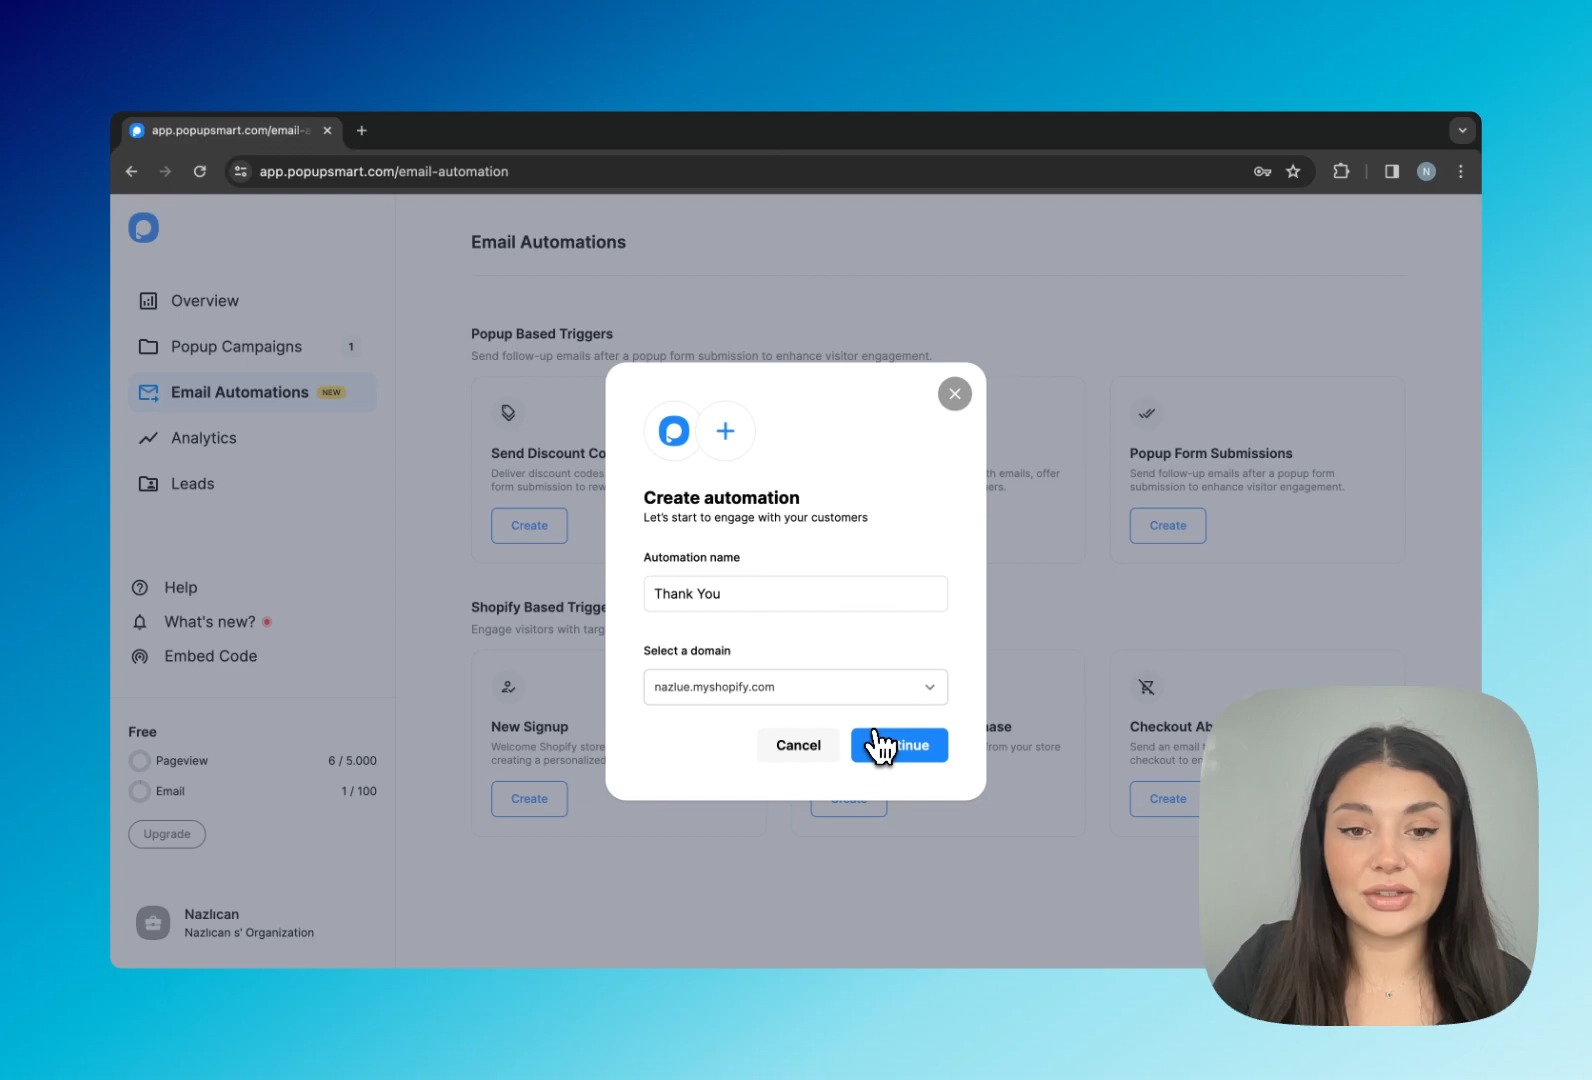 app.popupsmart.com/email-a
app.popupsmart.com/email-automation
N
Overview
Popup Campaigns 1
Email Automations NEW
Analytics
Leads
Help
What's new?
Embed Code
Free
Pageview 6 / 5.000
Email 1 / 100
Upgrade
Nazlıcan
Nazlıcan s' Organization
Email Automations
Popup Based Triggers
Send follow-up emails after a popup form submission to enhance visitor engagement.
Send Discount Co
Deliver discount codes
form submission to rew
Create
th emails, offer
ers.
Popup Form Submissions
Send follow-up emails after a popup form
submission to enhance visitor engagement.
Create
Shopify Based Trigge
Engage visitors with targ
New Signup
Welcome Shopify store
creating a personalized
Create
ase
from your store
Create
Checkout Ab
Send an email
checkout to en
Create
Create automation
Let's start to engage with your customers
Automation name
Thank You
Select a domain
nazlue.myshopify.com
Cancel
tinue